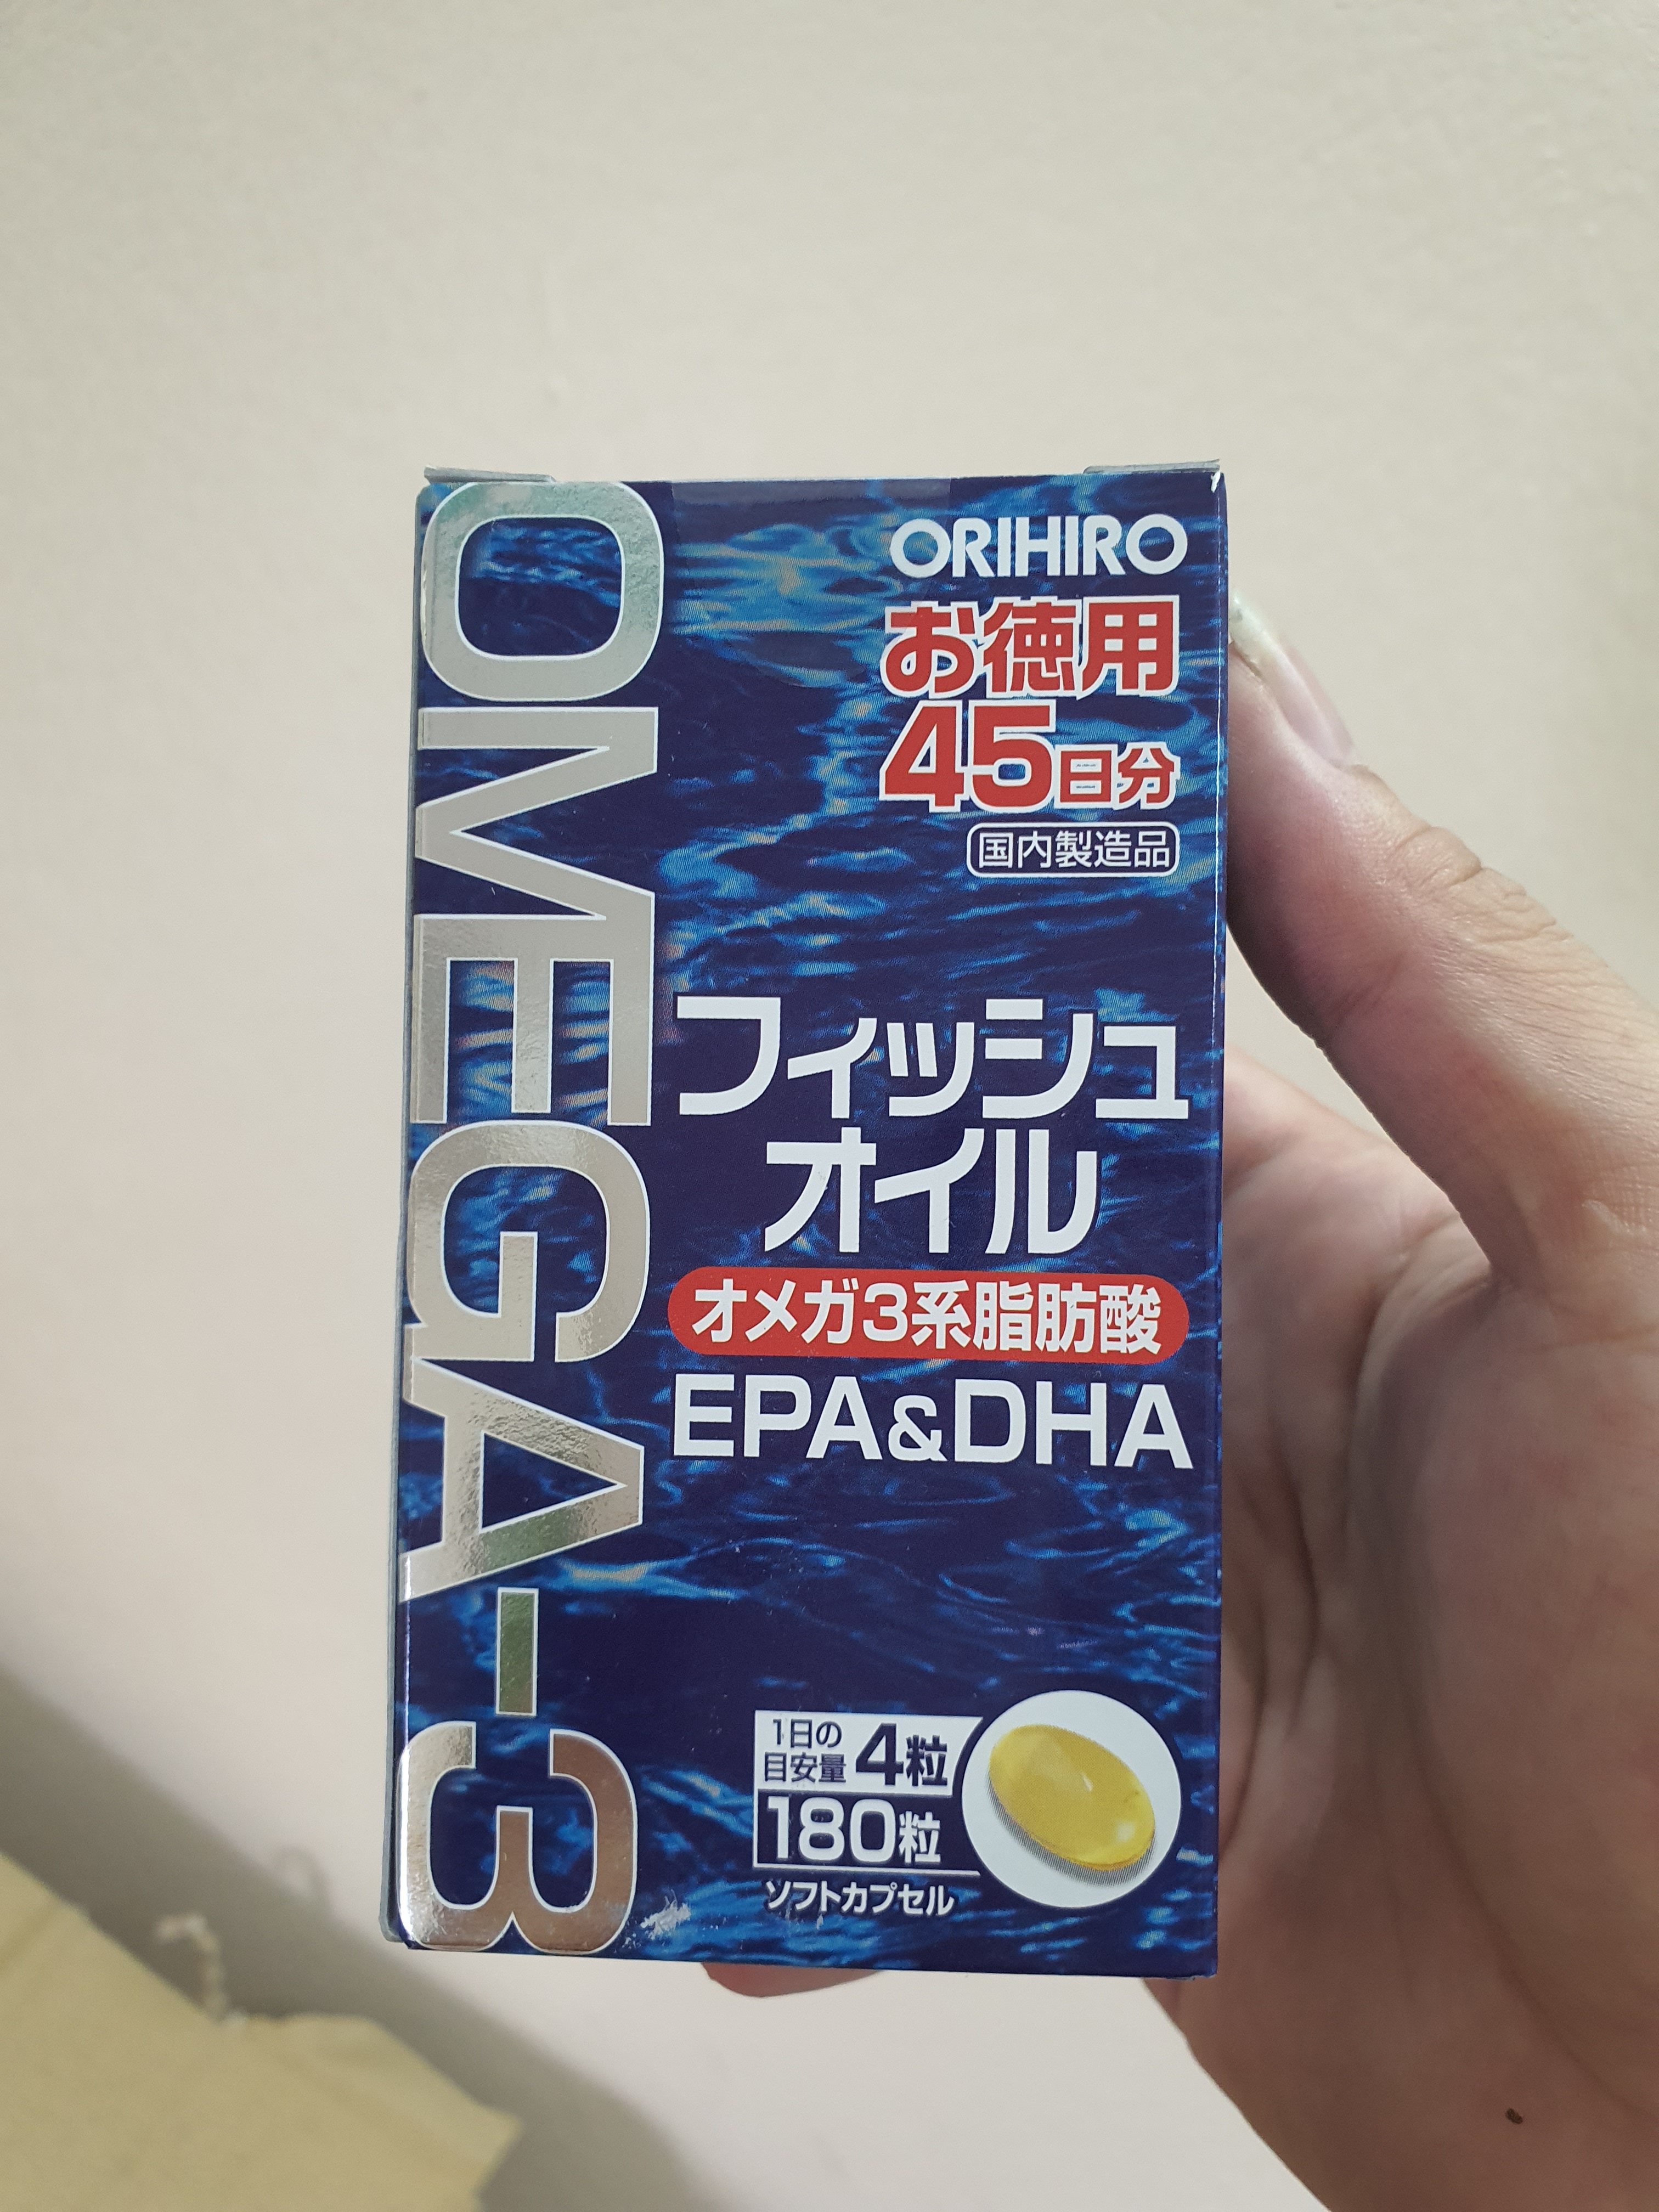 OMEGA-3
ORIHIRO
お徳用
45日分
国内製造品
フィッシュ
オイル
オメガ3系脂肪酸
EPA&DHA
1日の
目安量 4粒
180粒
ソフトカプセル